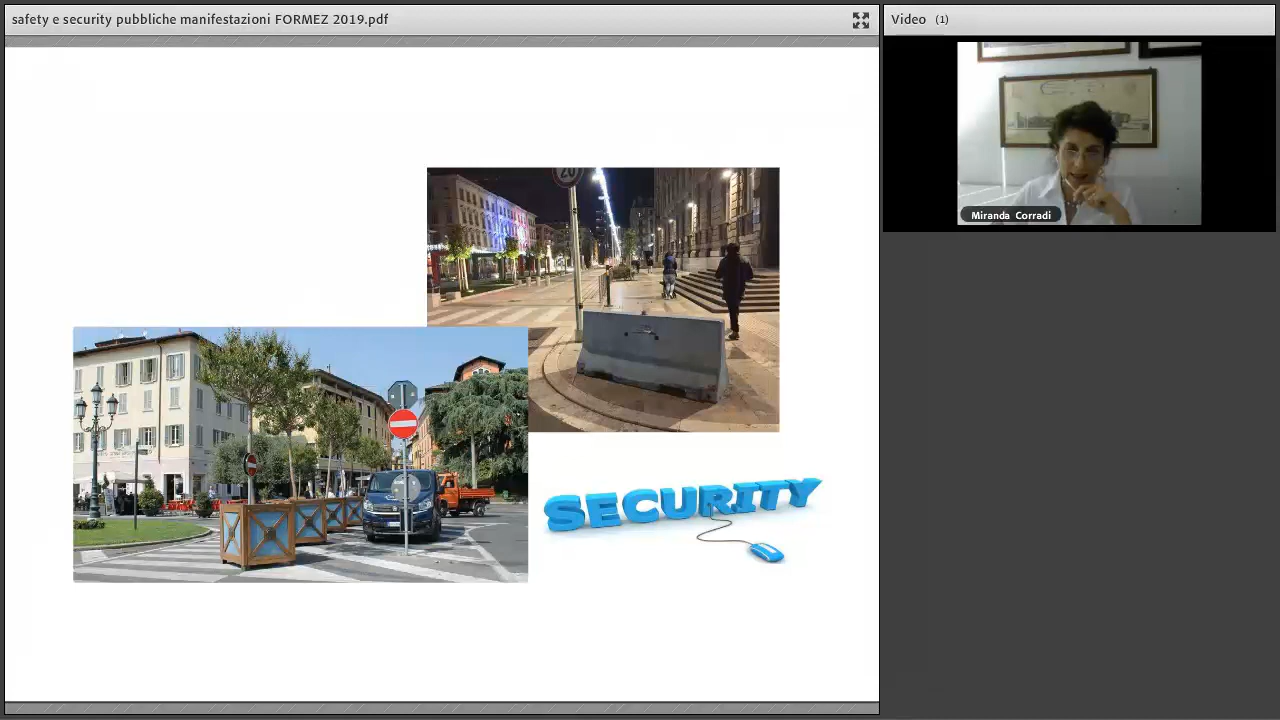 safety e security pubbliche manifestazioni FORMEZ 2019.pdf
Video (1)
Miranda Corradi
20
SECURITY